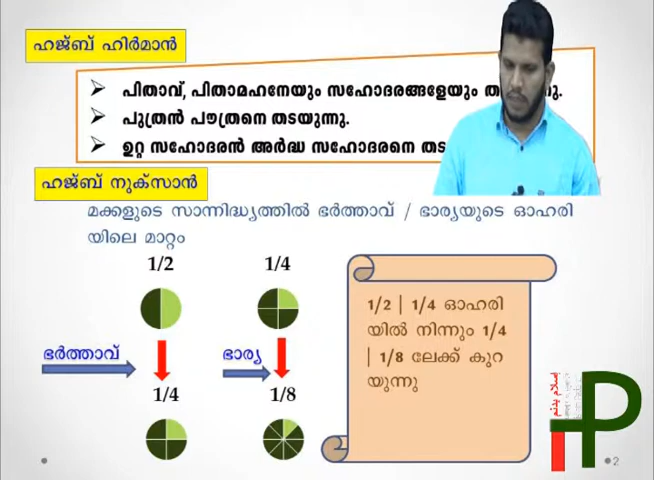 ഹജ്ബ് ഹിർമാൻ
➢ പിതാവ്, പിതാമഹനേയും സഹോദരങ്ങളേയും
➢ പുത്രൻ പൗത്രനെ തടയുന്നു.
➢ ഉറ്റ സഹോദരൻ അർദ്ധ സഹോദരനെ
ഹജ്ബ് നുക്സാൻ
മക്കളുടെ സാന്നിദ്ധ്യത്തിൽ ഭർത്താവ് / ഭാര്യയുടെ ഓഹരി
യിലെ മാറ്റം
1/2
1/4
ഭർത്താവ്
ഭാര്യ
1/4
1/8
1/2 | 1/4 ഓഹരി
യിൽ നിന്നും 1/4
| 1/8 ലേക്ക് കുറ
യുന്നു
2